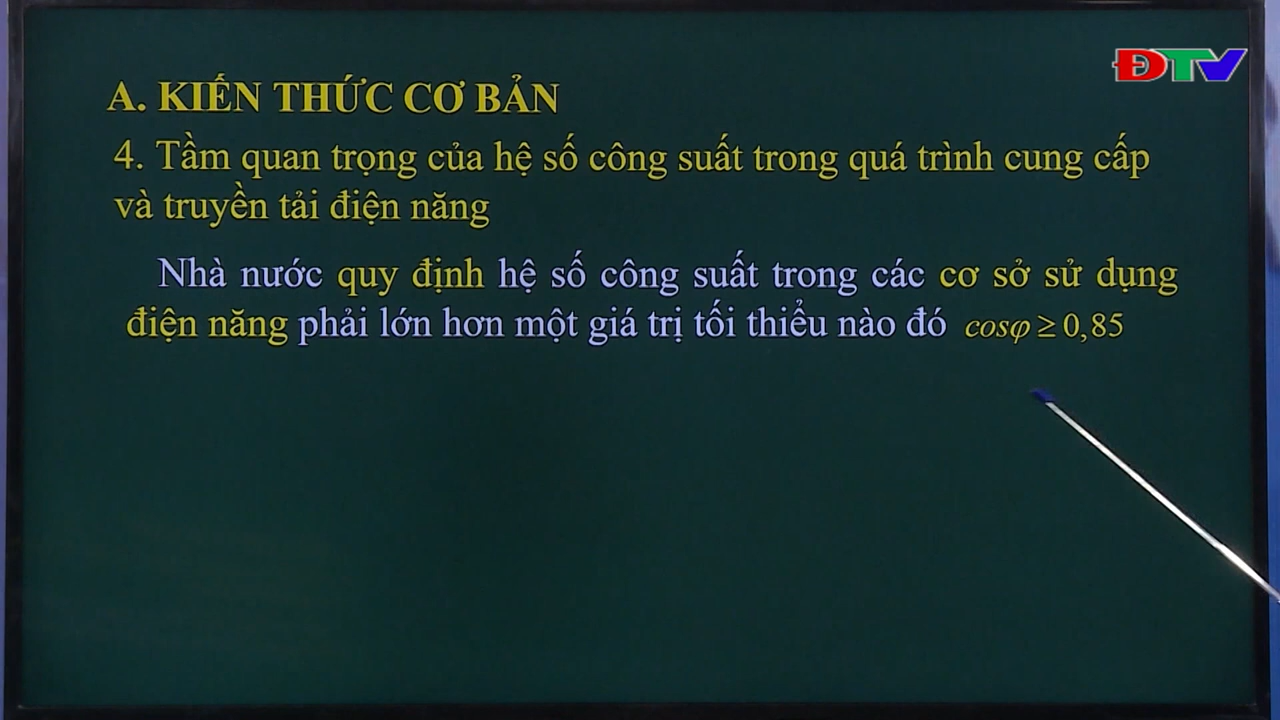 ĐTV
A. KIẾN THỨC CƠ BẢN
4. Tầm quan trọng của hệ số công suất trong quá trình cung cấp
và truyền tải điện năng
Nhà nước quy định hệ số công suất trong các cơ sở sử dụng
điện năng phải lớn hơn một giá trị tối thiểu nào đó cosφ ≥ 0,85